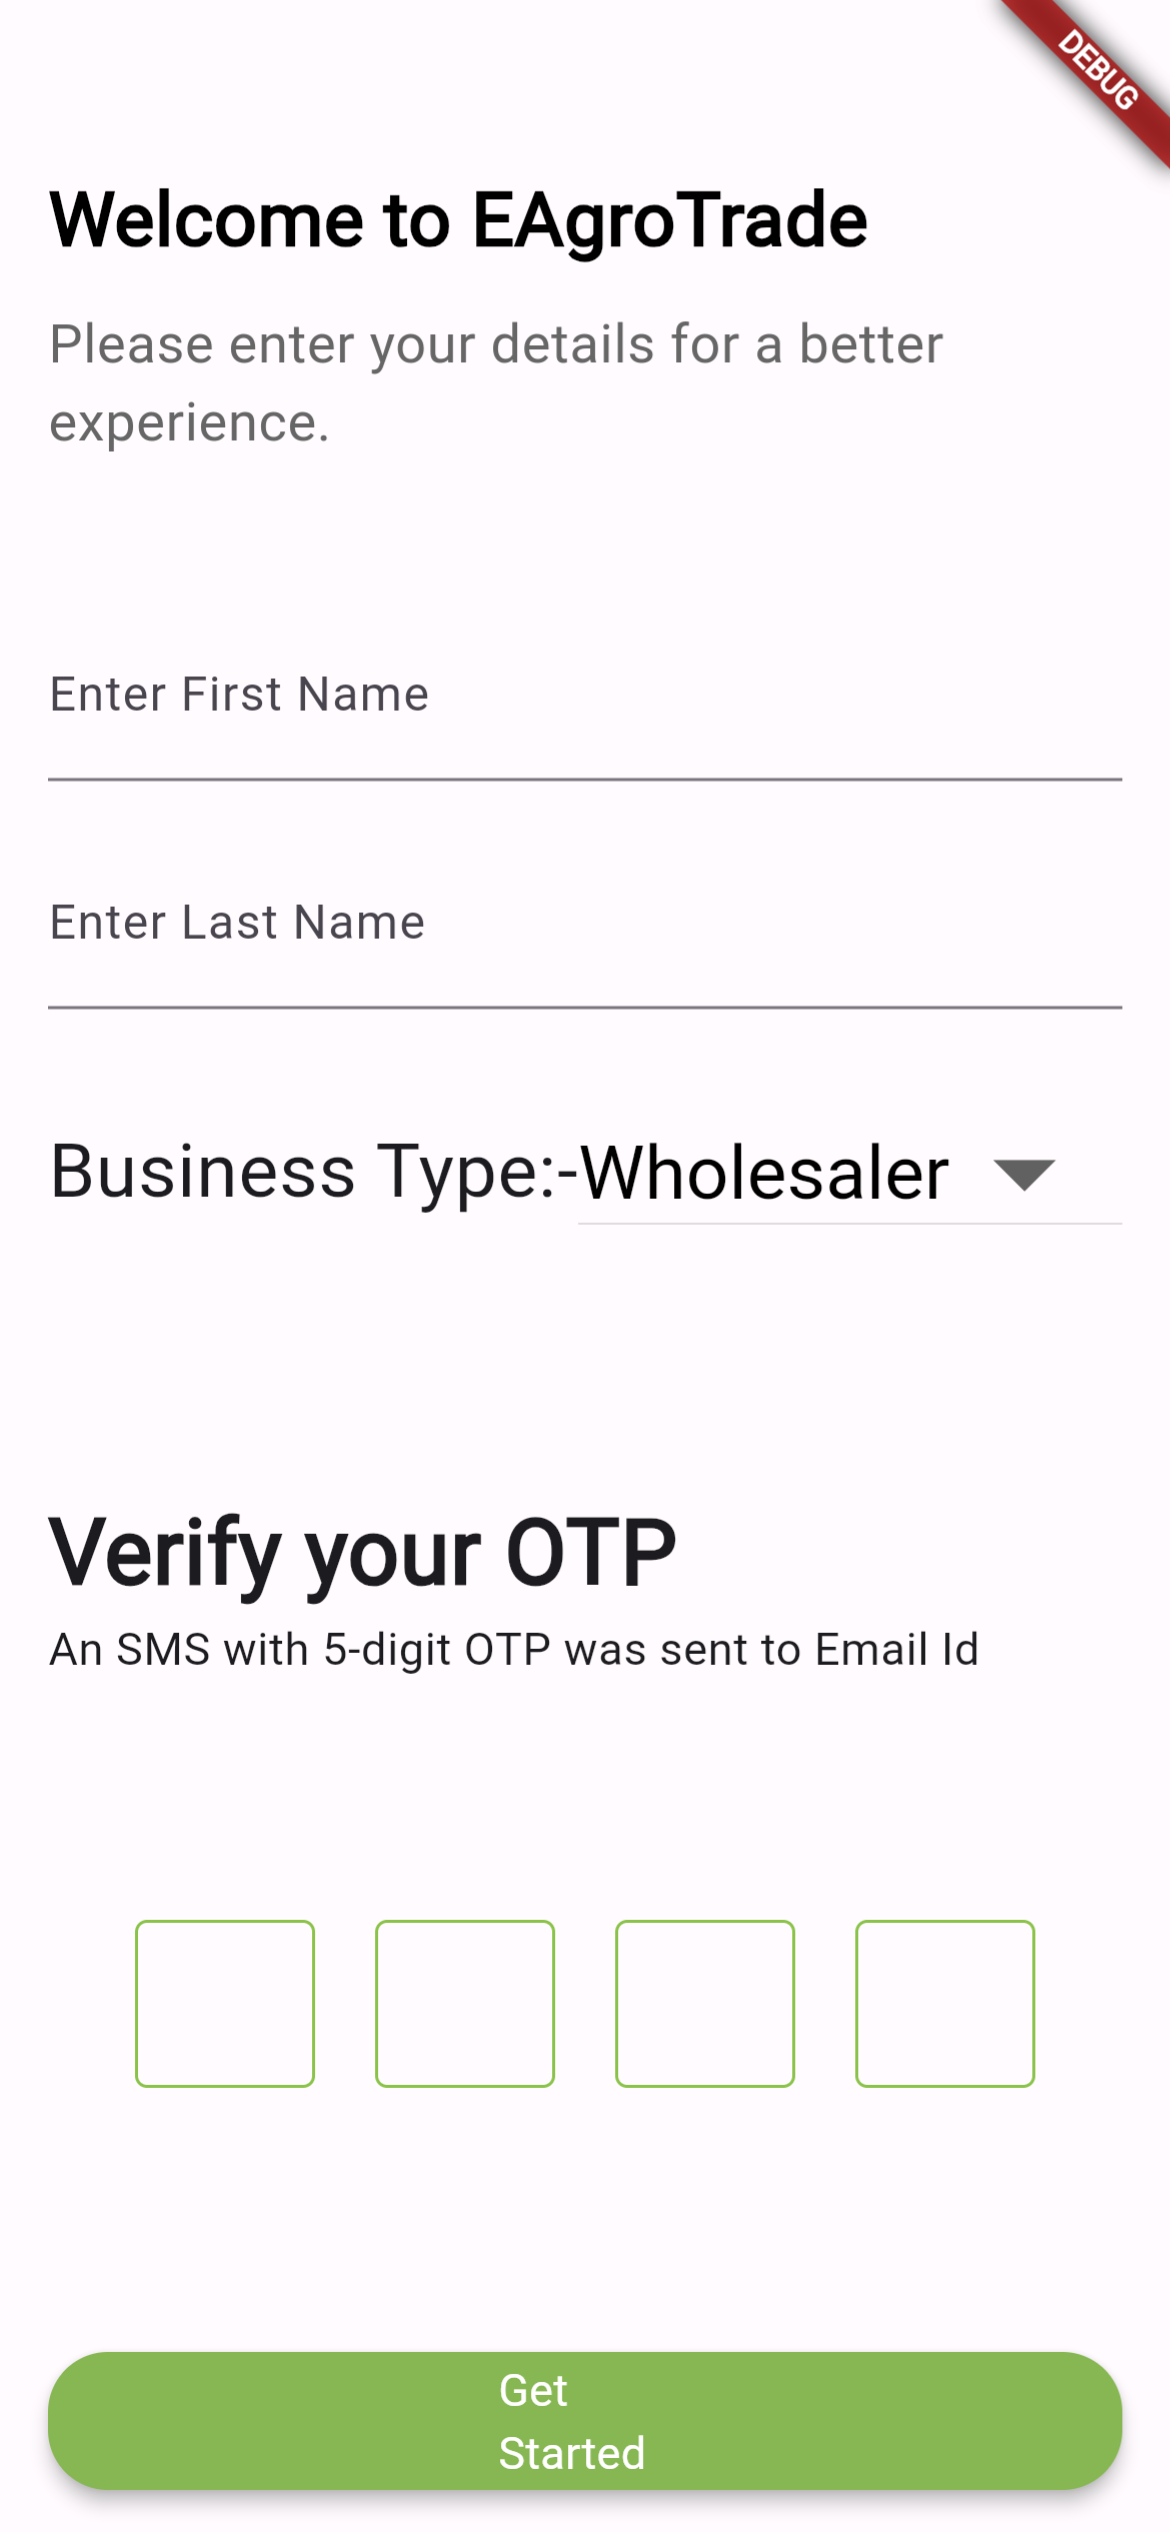 DEBUG
Welcome to EAgroTrade
Please enter your details for a better
experience.
Enter First Name
Enter Last Name
Business Type:-Wholesaler
Verify your OTP
An SMS with 5-digit OTP was sent to Email Id
Get
Started